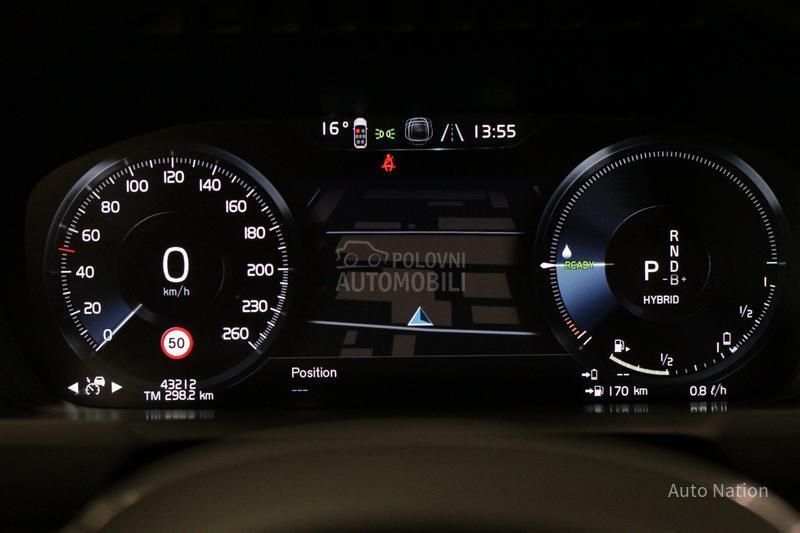 16° 13:55
0
20
40
60
80
100
120
140
160
180
200
230
260
0
km/h
50
43212
TM 298.2 km
POLOVNI
AUTOMOBILI
Position
---
READY
P
R
N
D
-B+
HYBRID
1/2
1/2
1
--
170 km
0.8 ℓ/h
Auto Nation